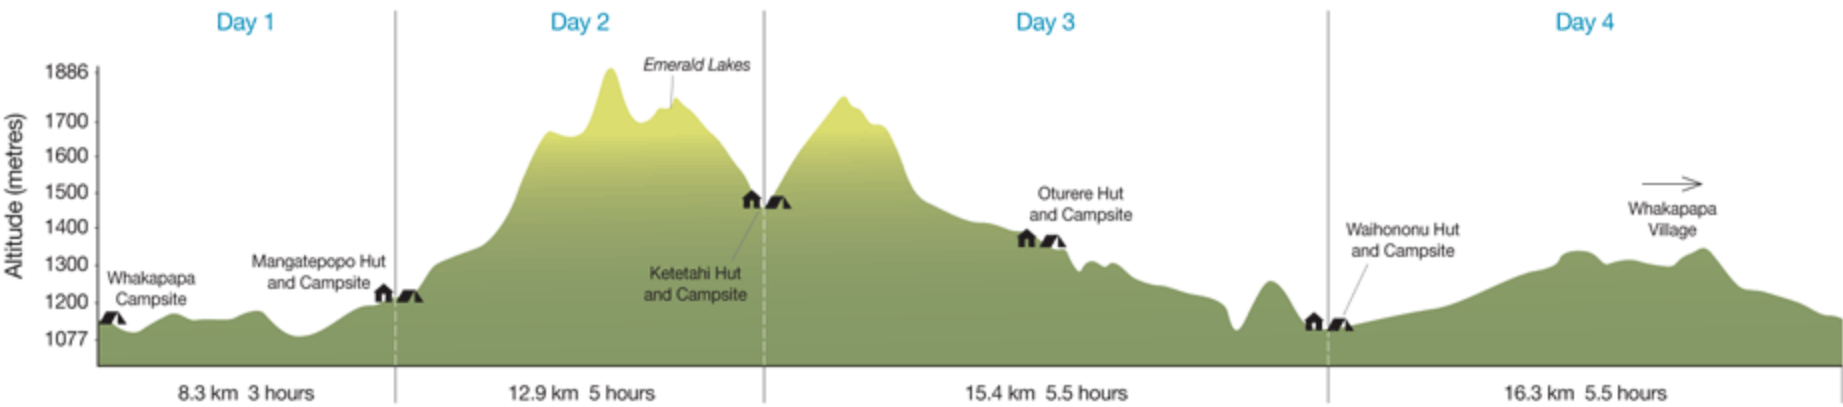 Day 1
Day 2
Day 3
Day 4
Altitude (metres)
1886
1700
1600
1500
1400
1300
1200
1077
Whakapapa
Campsite
Mangatepopo Hut
and Campsite
Emerald Lakes
Ketetahi Hut
and Campsite
Oturere Hut
and Campsite
Waihononu Hut
and Campsite
Whakapapa
Village
8.3 km 3 hours
12.9 km 5 hours
15.4 km 5.5 hours
16.3 km 5.5 hours